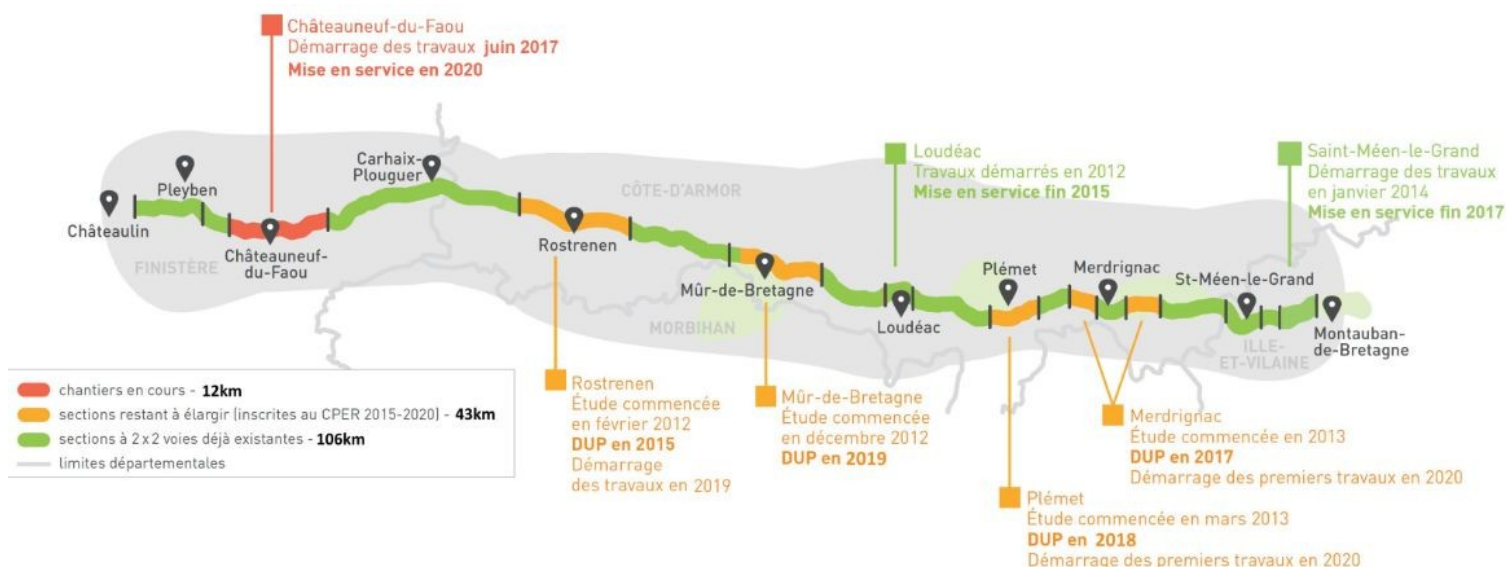 Châteauneuf-du-Faou
Démarrage des travaux juin 2017
Mise en service en 2020
Carhaix-
Plouguer
Pleyben
Châteaulin
Châteauneuf-
du-Faou
FINISTÈRE
CÔTE-D'ARMOR
Rostrenen
Mûr-de-Bretagne
MORBIHAN
Loudéac
Travaux démarrés en 2012
Mise en service fin 2015
Saint-Méen-le-Grand
Démarrage des travaux
en janvier 2014
Mise en service fin 2017
Loudéac
Plémet
Merdrignac
St-Méen-le-Grand
Montauban-
de-Bretagne
ILLE-
ET-VILAINE
chantiers en cours - 12km
sections restant à élargir (inscrites au CPER 2015-2020) - 43km
sections à 2x2 voies déjà existantes - 106km
limites départementales
Rostrenen
Étude commencée
en février 2012
DUP en 2015
Démarrage
des travaux en 2019
Mûr-de-Bretagne
Étude commencée
en décembre 2012
DUP en 2019
Merdrignac
Étude commencée en 2013
DUP en 2017
Démarrage des premiers travaux en 2020
Plémet
Étude commencée en mars 2013
DUP en 2018
Démarrage des premiers travaux en 2020